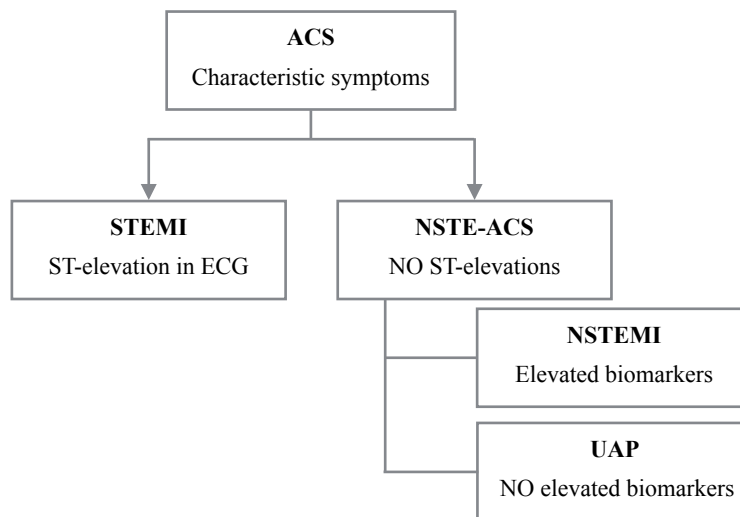 ACS
Characteristic symptoms
STEMI
ST-elevation in ECG
NSTE-ACS
NO ST-elevations
NSTEMI
Elevated biomarkers
UAP
NO elevated biomarkers